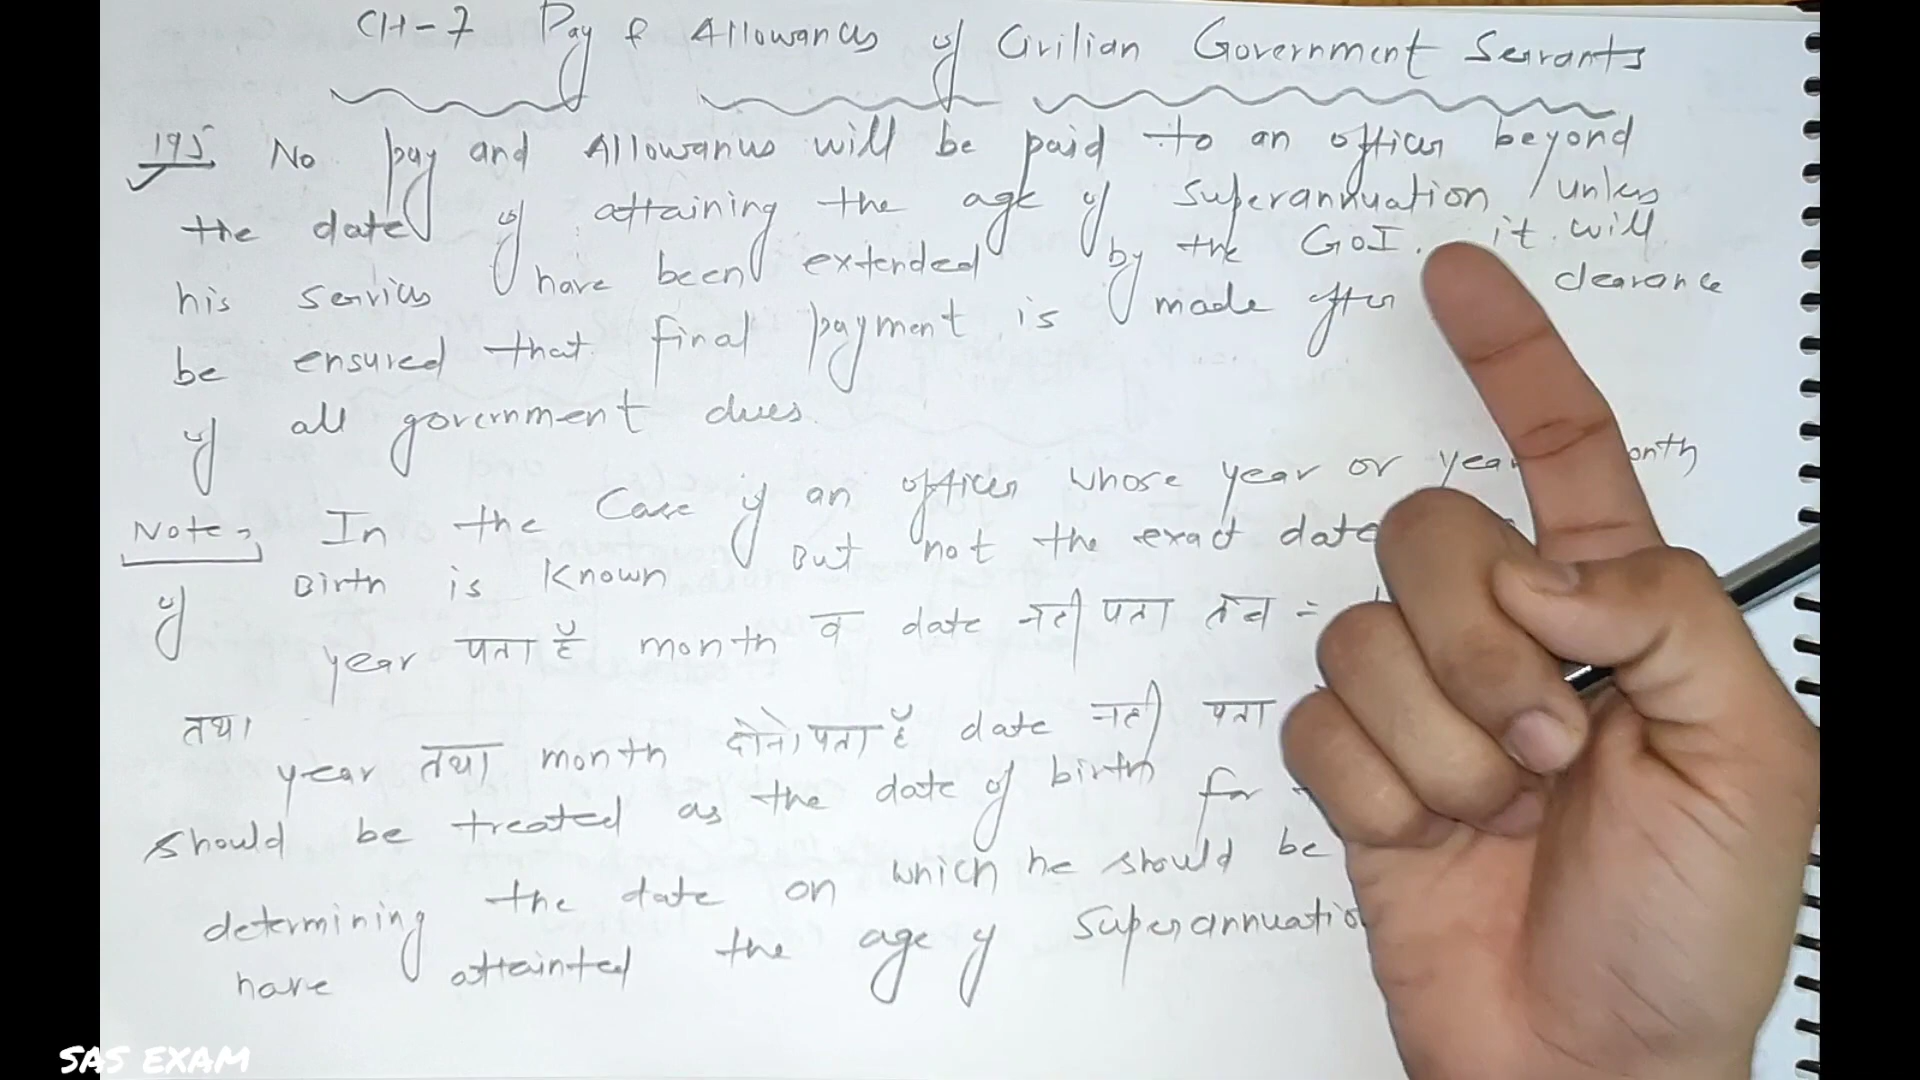 CH-7 Pay & Allowances of Civilian Government Servants
195 No pay and Allowances will be paid to an officer beyond
the date of attaining the age of Superannuation unless
his services have been extended by the GOI. it will
be ensured that final payment is made after clearance
of all government dues.
Note, In the Case of an officer whose year or year onth
of Birth is Known But not the exact date
year पता है month व date नही पता तब =
तथा
year तथा month दोनो पता है date नही पता
should be treated as the date of birth for
determining the date on which he should be
have attainted the age of Superannuatio
SAS EXAM